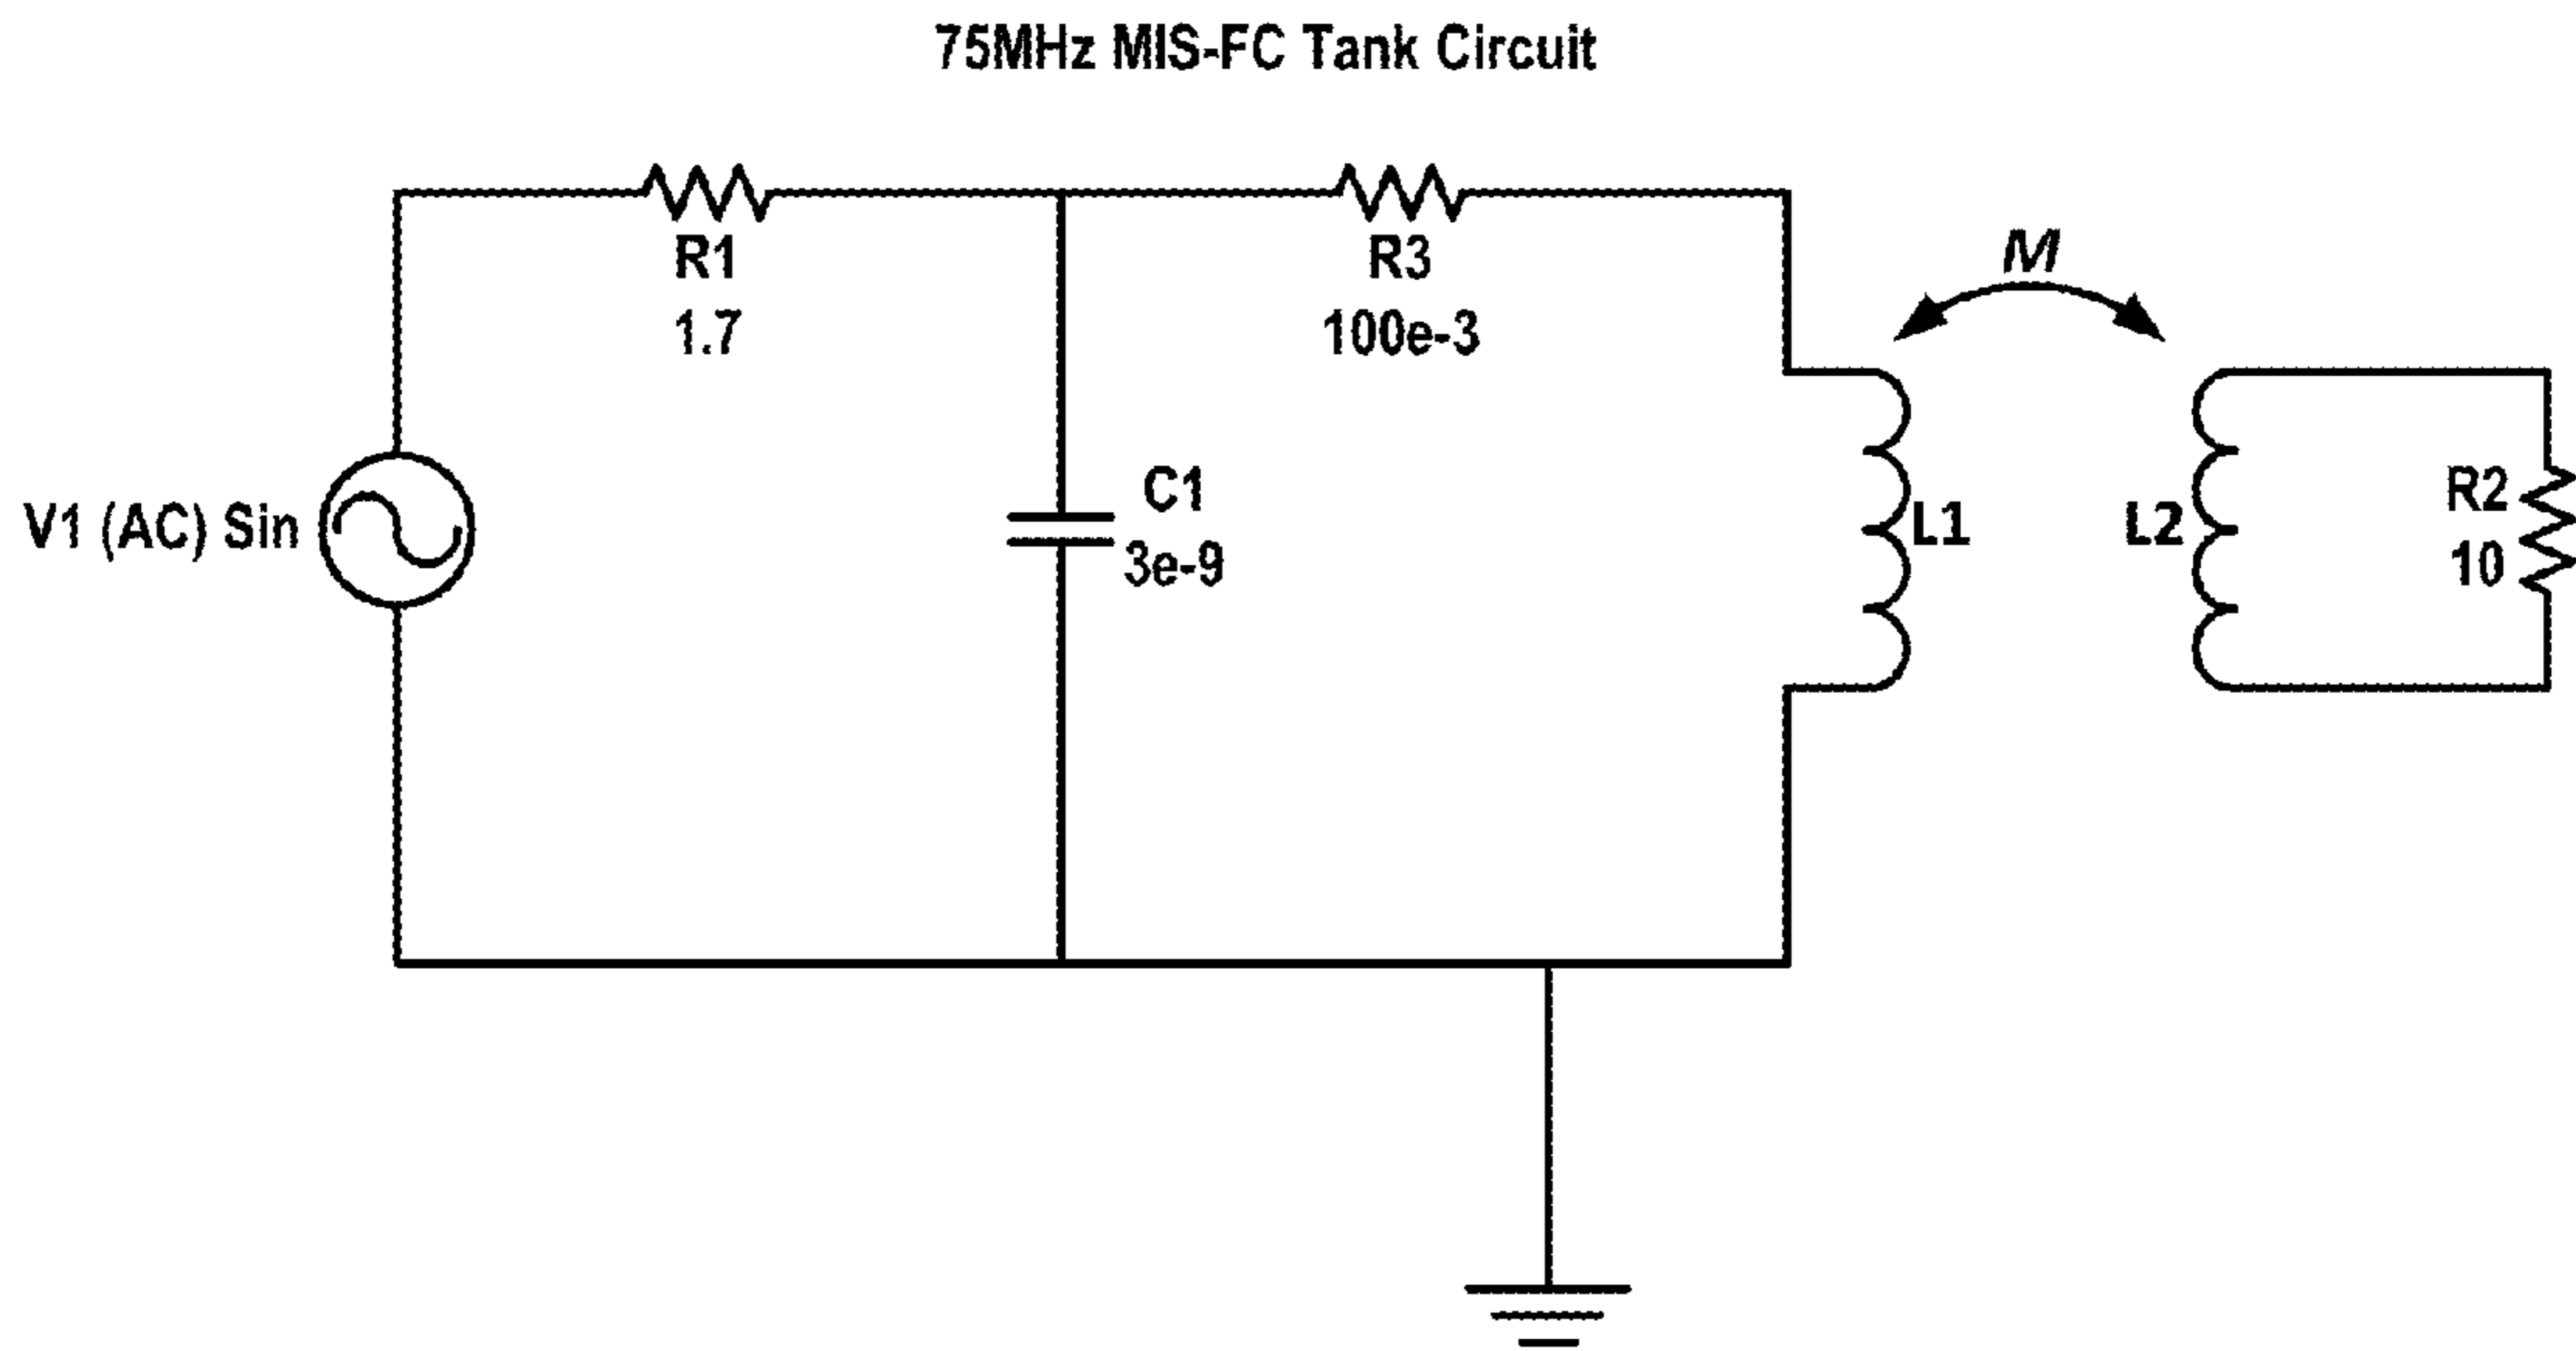 75MHz MIS-FC Tank Circuit
R1
1.7
R3
100e-3
M
V1 (AC) Sin
C1
3e-9
L1
L2
R2
10